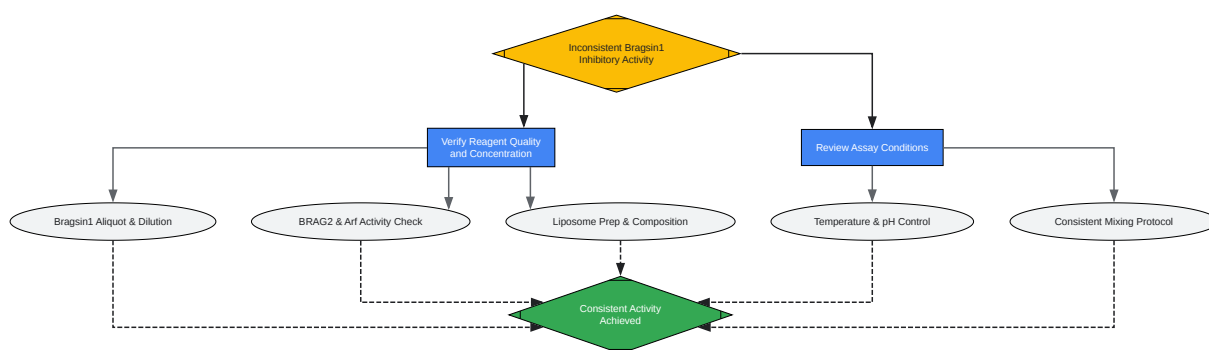 Inconsistent Bragsin1
Inhibitory Activity
Verify Reagent Quality
and Concentration
Review Assay Conditions
Bragsin1 Aliquot & Dilution
BRAG2 & Arf Activity Check
Liposome Prep & Composition
Temperature & pH Control
Consistent Mixing Protocol
Consistent Activity
Achieved